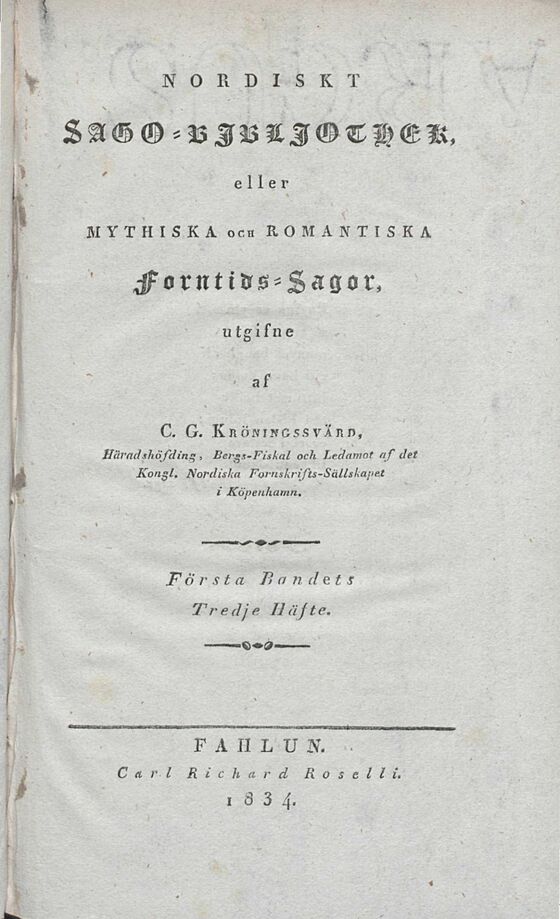 NORDISKT
SAGO=BIBLIOTHEK,
eller
MYTHISKA OCH ROMANTISKA
Forntids=Sagor,
utgifne
af
C. G. KRÖNINGSSVÄRD,
Häradshöfding, Bergs-Fiskal och Ledamot af det
Kongl. Nordiska Fornskrifts-Sällskapet
i Köpenhamn.
Första Bandets
Tredje Häfte.
FAHLUN.
Carl Richard Roselli.
1834.